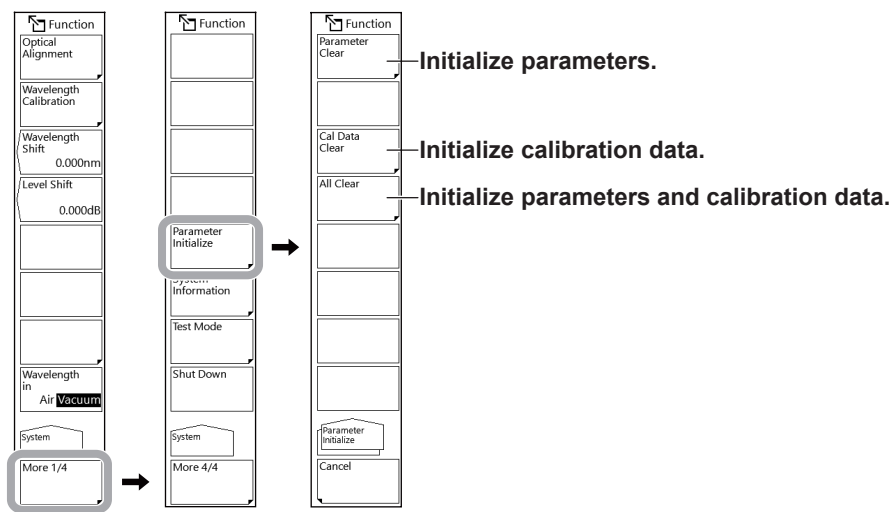 Function
Optical
Alignment
Wavelength
Calibration
Wavelength
Shift
0.000nm
Level Shift
0.000dB
Wavelength
in
Air Vacuum
System
More 1/4
Function
Parameter
Initialize
System
Information
Test Mode
Shut Down
System
More 4/4
Function
Parameter
Clear
Initialize parameters.
Cal Data
Clear
Initialize calibration data.
All Clear
Initialize parameters and calibration data.
Parameter
Initialize
Cancel